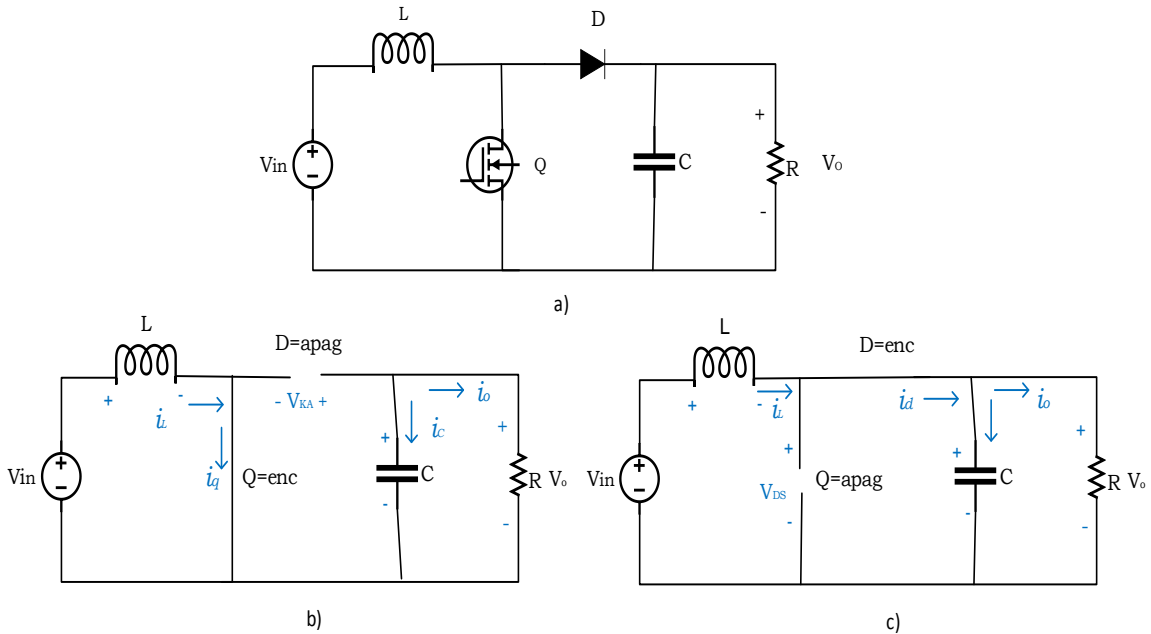 L
D
Vin
+
-
Q
C
+
R
-
Vo
a)
L
D=apag
+
-
iL
- VKA +
io
iq
Q=enc
iC
+
-
C
+
R
Vo
-
Vin
+
-
b)
L
D=enc
+
-
iL
id
io
+
VDS
-
Q=apag
+
-
C
+
R
Vo
-
Vin
+
-
c)